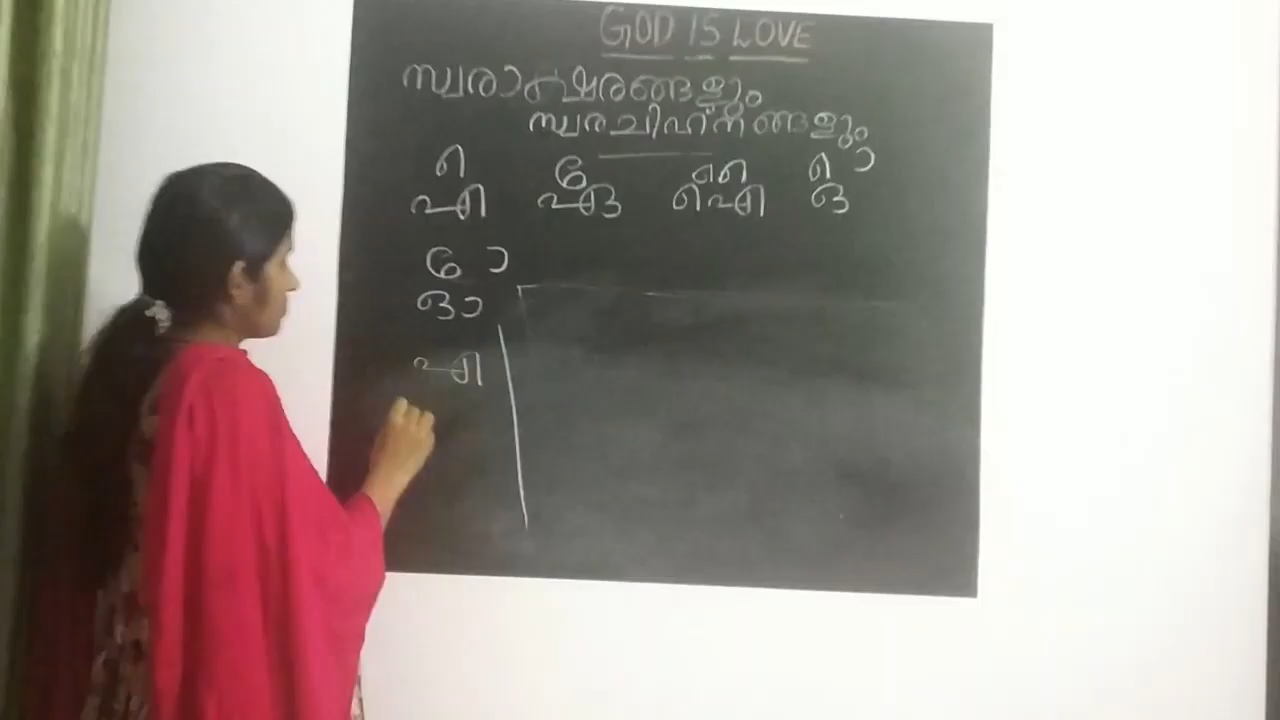 GOD IS LOVE
സ്വരാക്ഷരങ്ങളും
സ്വരചിഹ്നങ്ങളും
െ േ ൈ ൊ
എ ഏ ഐ ഒ
ോ
ഓ
എ